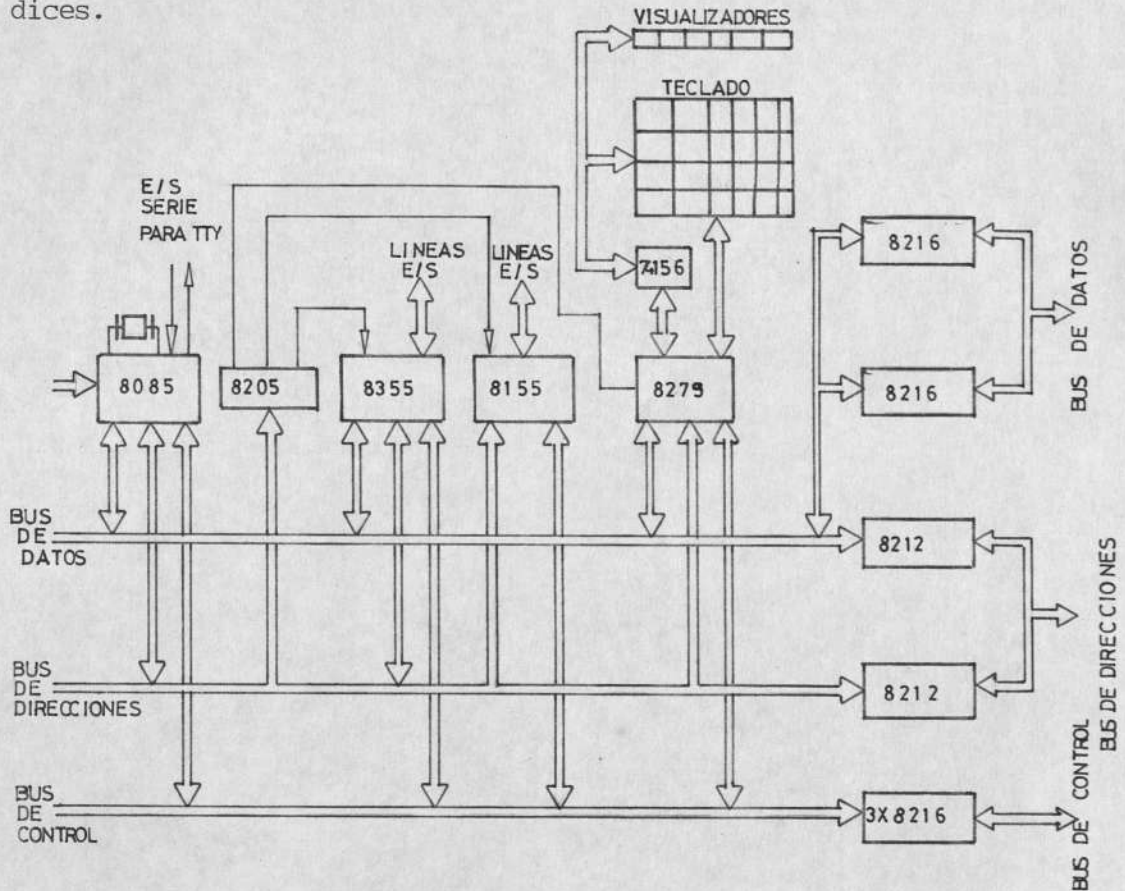 dices.
VISUALIZADORES
TECLADO
E/S
SERIE
PARA TTY
LINEAS
E/S
LINEAS
E/S
74156
8216
8216
BUS DE DATOS
8085
8205
8355
8155
8279
BUS
DE
DATOS
8212
BUS
DE
DIRECCIONES
8212
BUS DE DIRECCIONES
BUS
DE
CONTROL
3X8216
BUS DE CONTROL